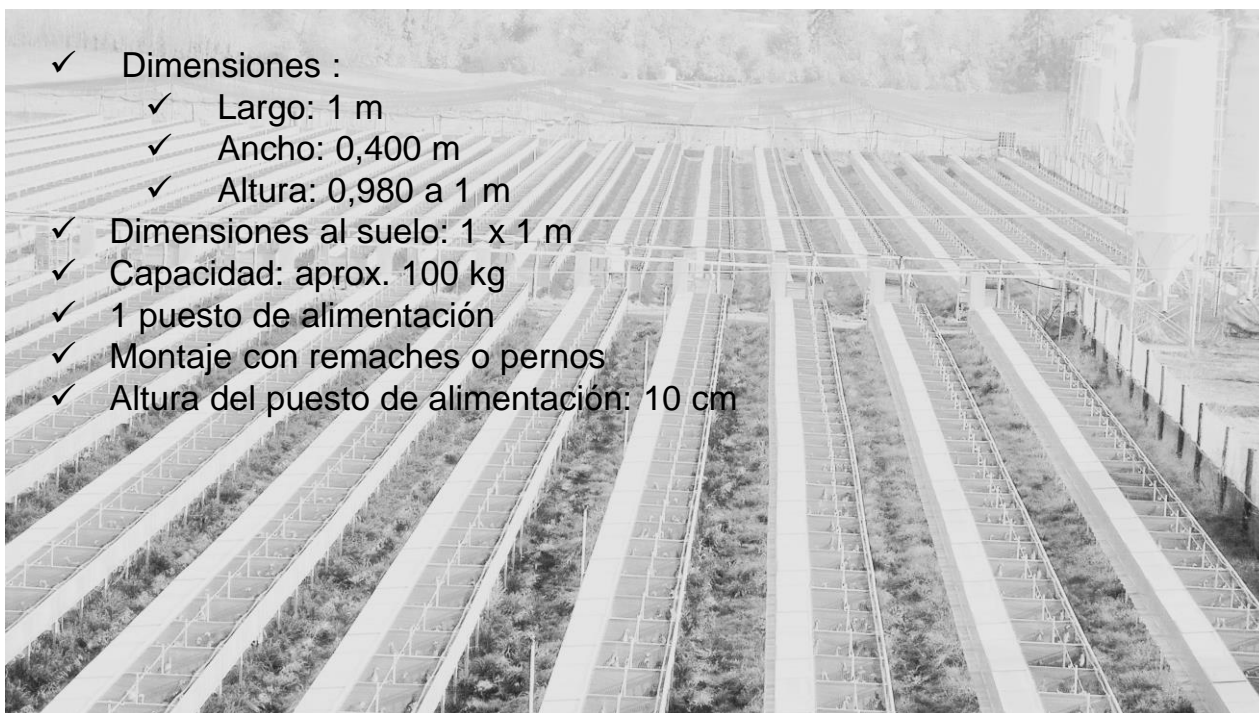 ✓ Dimensiones :
✓ Largo: 1 m
✓ Ancho: 0,400 m
✓ Altura: 0,980 a 1 m
✓ Dimensiones al suelo: 1 x 1 m
✓ Capacidad: aprox. 100 kg
✓ 1 puesto de alimentación
✓ Montaje con remaches o pernos
✓ Altura del puesto de alimentación: 10 cm